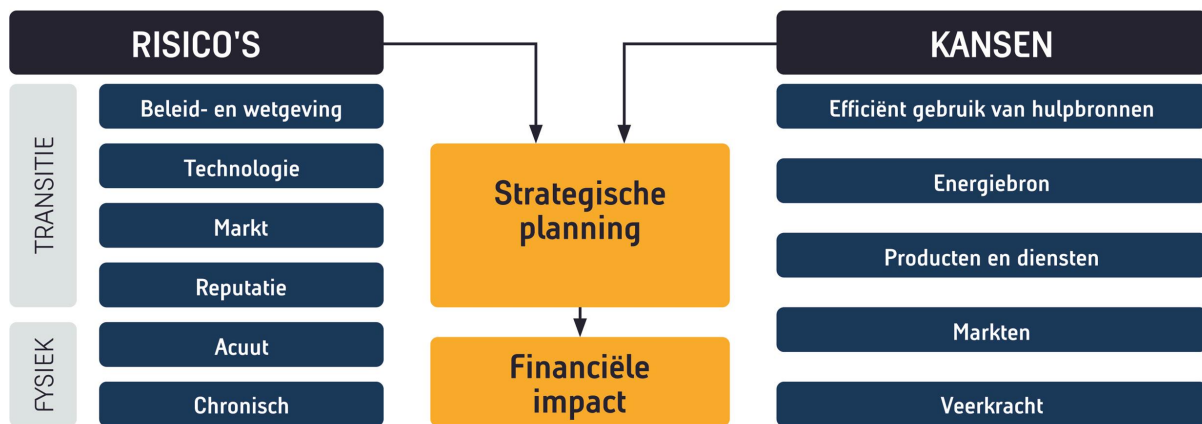 RISICO'S
TRANSITIE
Beleid- en wetgeving
Technologie
Markt
Reputatie
FYSIEK
Acuut
Chronisch
Strategische
planning
Financiële
impact
KANSEN
Efficiënt gebruik van hulpbronnen
Energiebron
Producten en diensten
Markten
Veerkracht